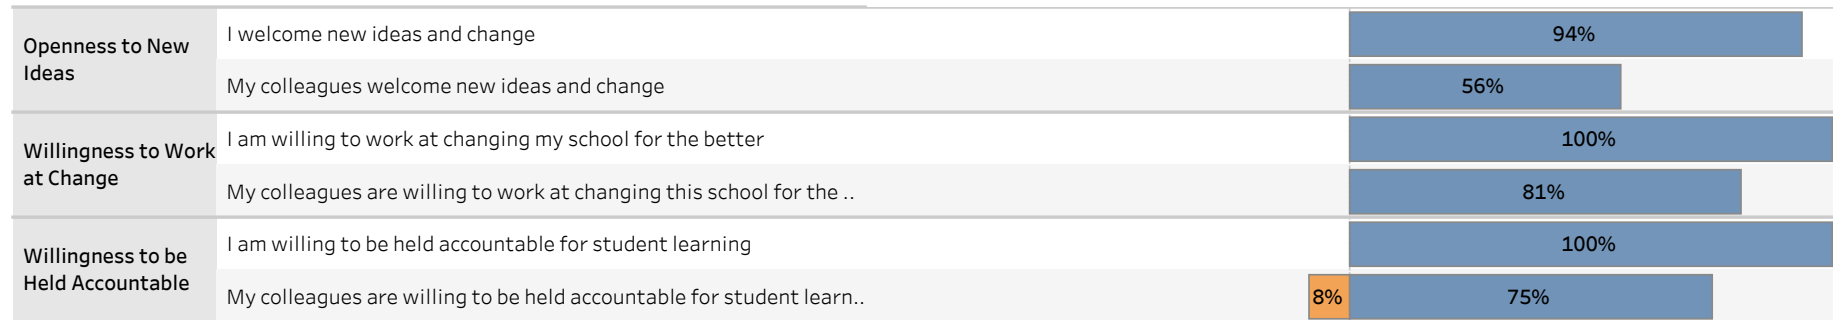 Openness to New
Ideas
I welcome new ideas and change
94%
My colleagues welcome new ideas and change
56%
Willingness to Work
at Change
I am willing to work at changing my school for the better
100%
My colleagues are willing to work at changing this school for the ..
81%
Willingness to be
Held Accountable
I am willing to be held accountable for student learning
100%
My colleagues are willing to be held accountable for student learn..
8%
75%